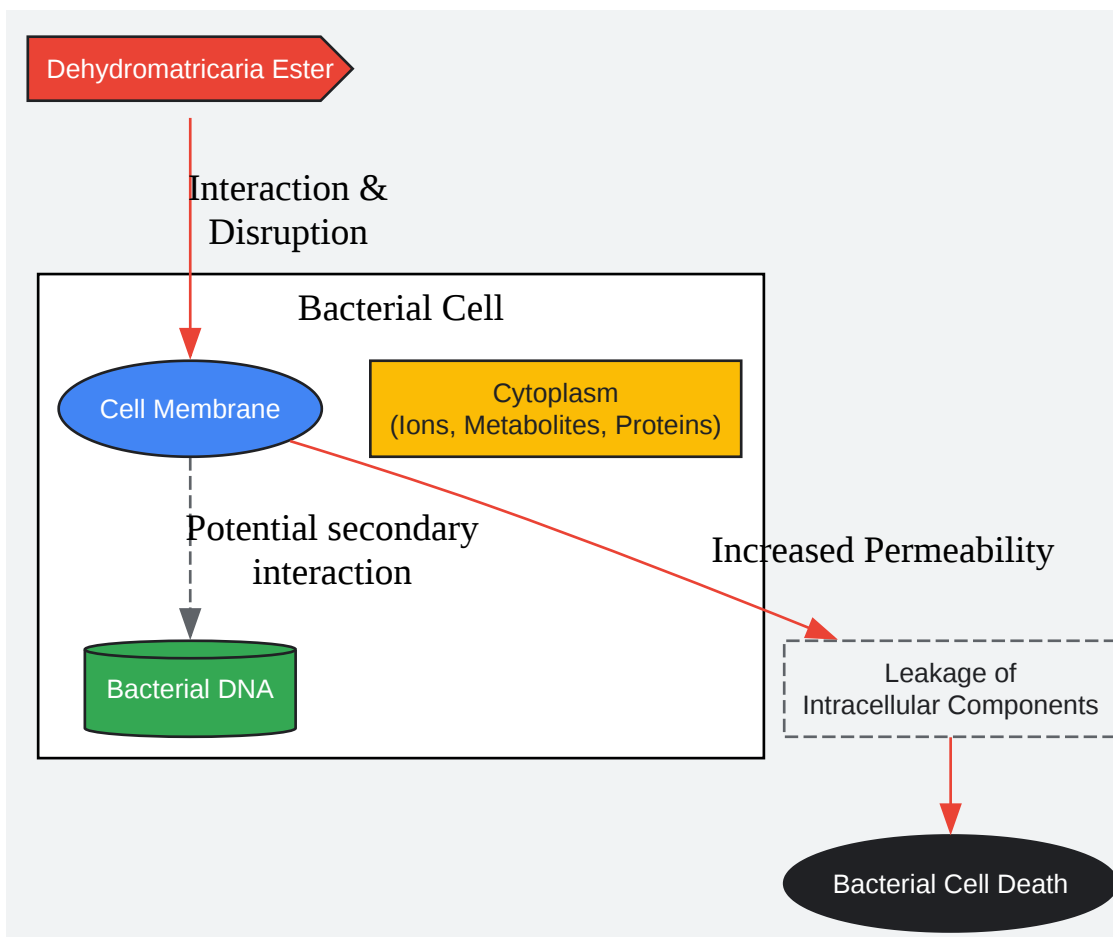 Dehydromatricaria Ester
Interaction &
Disruption
Bacterial Cell
Cell Membrane
Cytoplasm
(Ions, Metabolites, Proteins)
Potential secondary
interaction
Increased Permeability
Bacterial DNA
Leakage of
Intracellular Components
Bacterial Cell Death